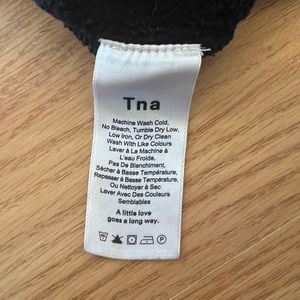 Tna
Machine Wash Cold,
No Bleach, Tumble Dry Low,
Low Iron, Or Dry Clean
Wash With Like Colours
Laver à La Machine à
L'eau Froide,
Pas De Blanchiment,
Sécher à Basse Température,
Repasser à Basse Température,
Ou Nettoyer à Sec
Laver Avec Des Couleurs
Semblables
A little love
goes a long way.